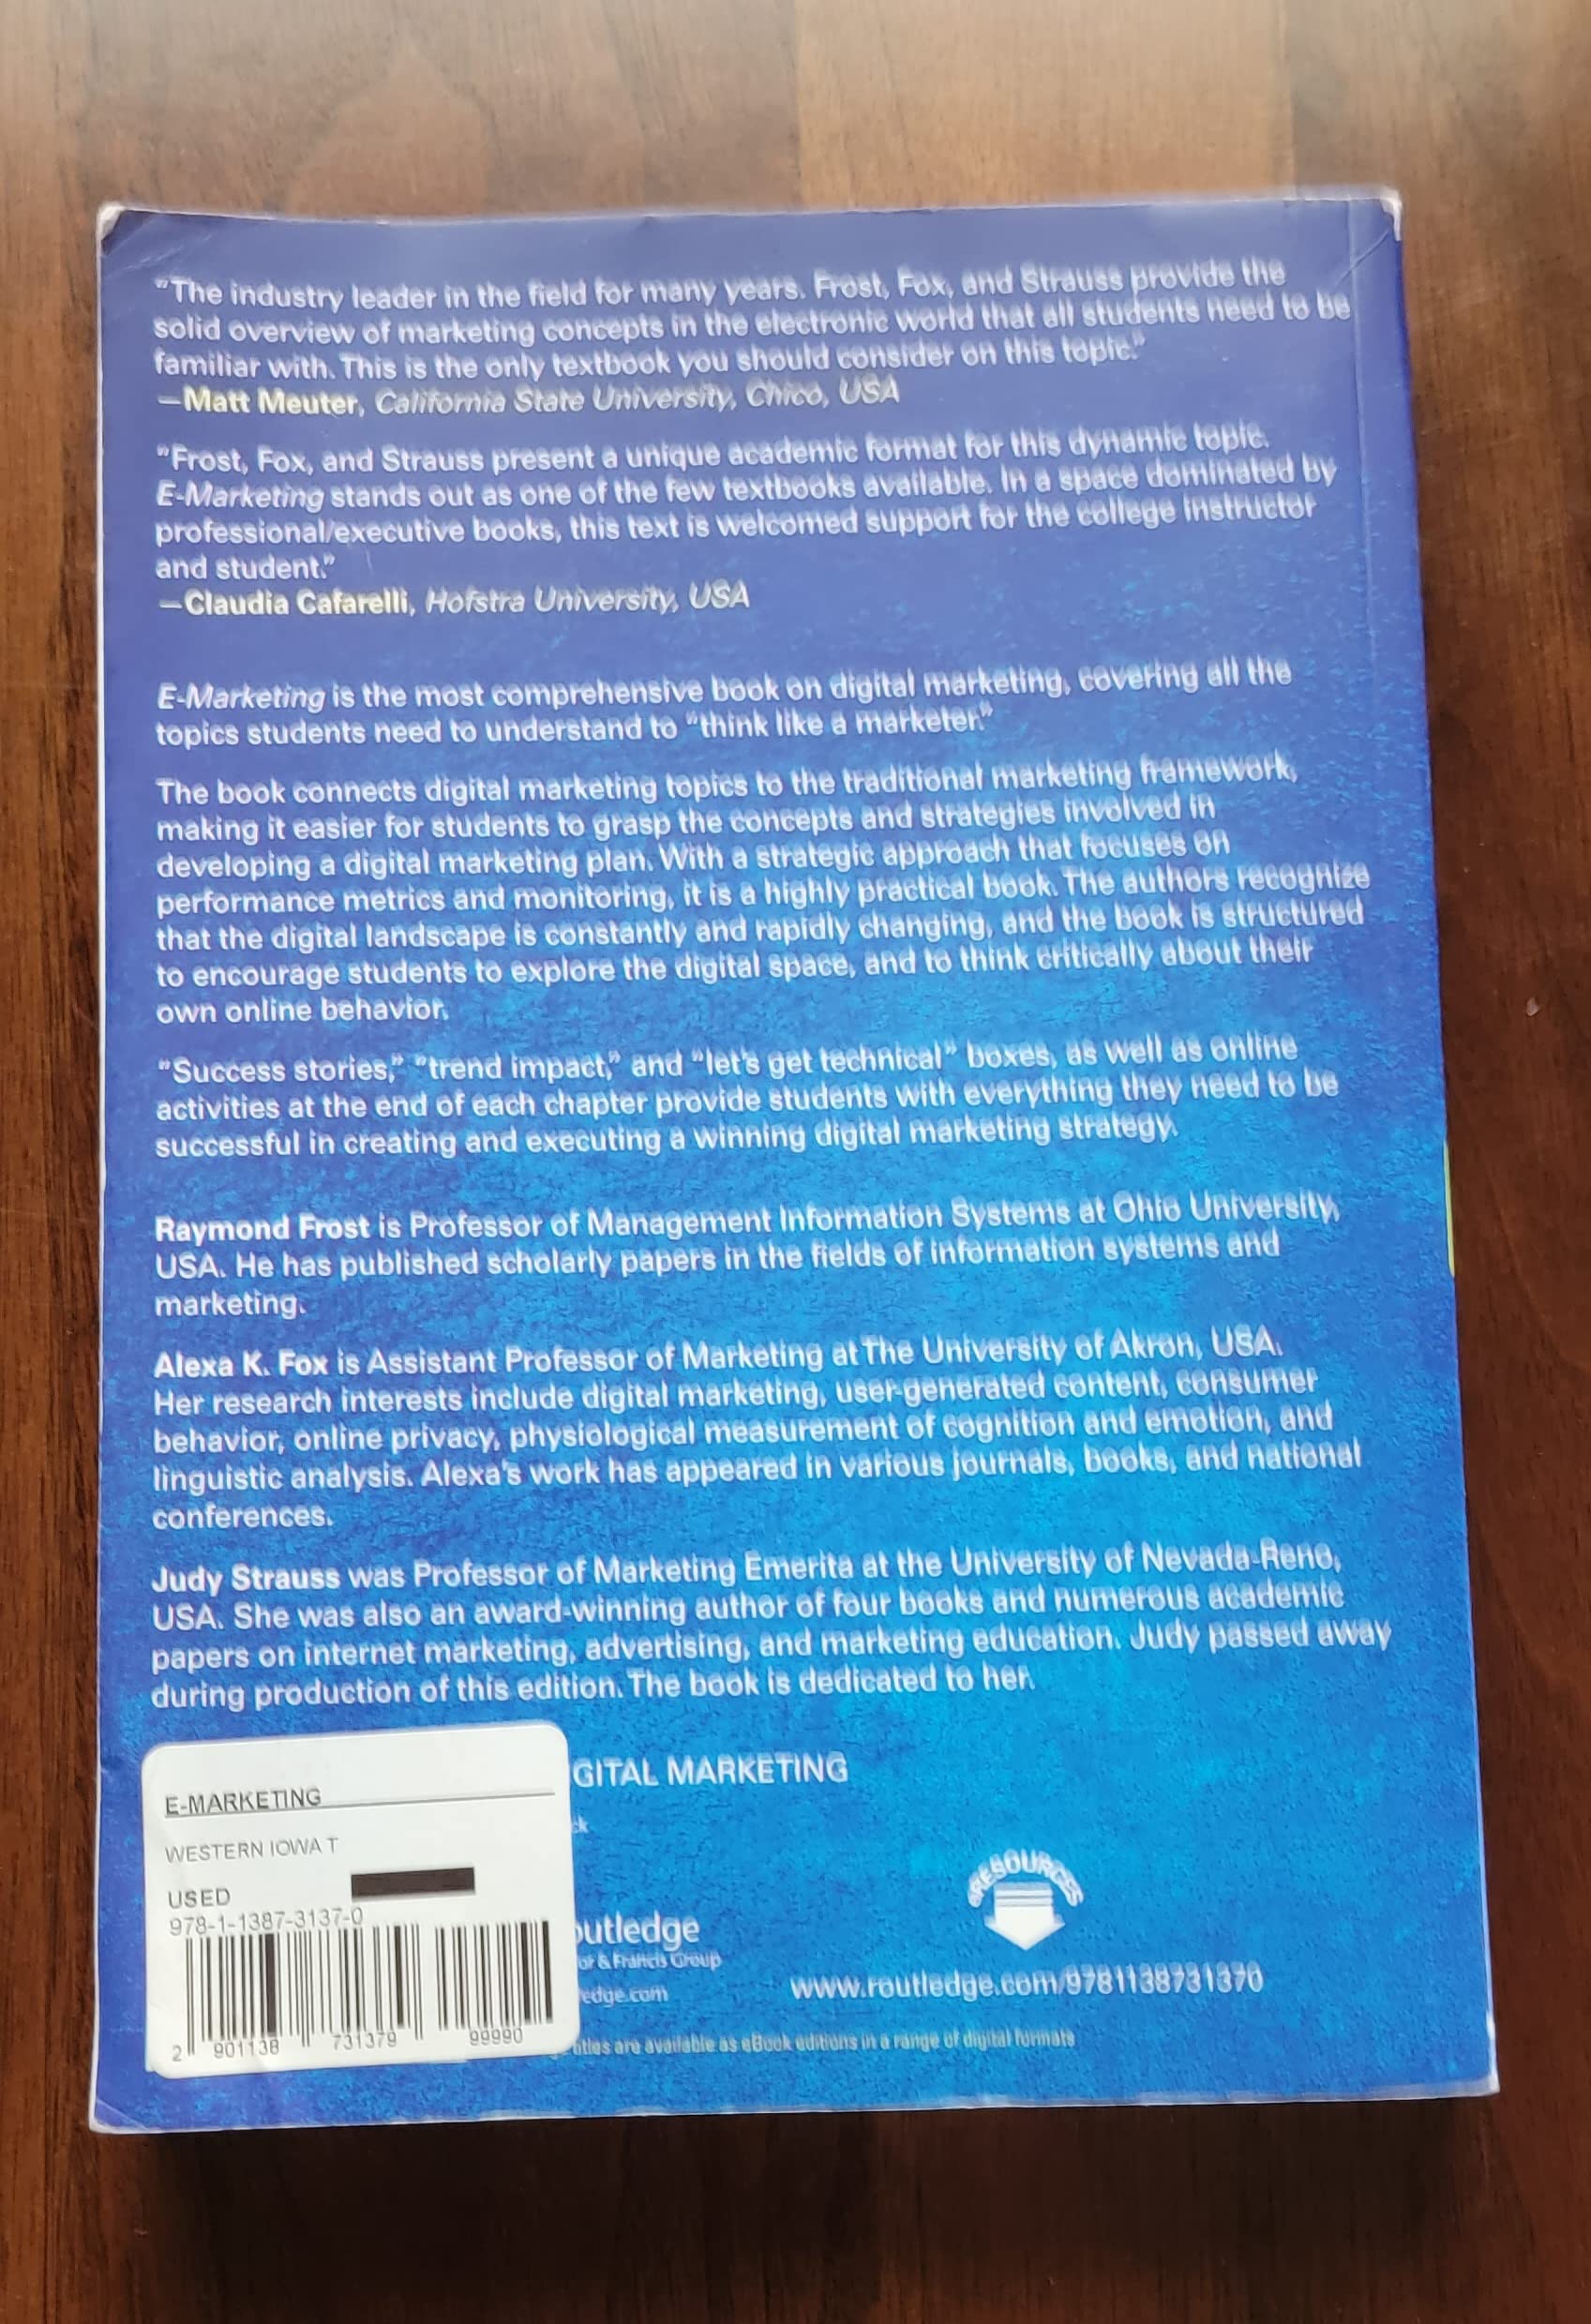 "The industry leader in the field for many years. Frost, Fox, and Strauss provide the
solid overview of marketing concepts in the electronic world that all students need to be
familiar with. This is the only textbook you should consider on this topic."
—Matt Meuter, California State University, Chico, USA
"Frost, Fox, and Strauss present a unique academic format for this dynamic topic.
E-Marketing stands out as one of the few textbooks available. In a space dominated by
professional/executive books, this text is welcomed support for the college instructor
and student."
—Claudia Cafarelli, Hofstra University, USA
E-Marketing is the most comprehensive book on digital marketing, covering all the
topics students need to understand to "think like a marketer."
The book connects digital marketing topics to the traditional marketing framework,
making it easier for students to grasp the concepts and strategies involved in
developing a digital marketing plan. With a strategic approach that focuses on
performance metrics and monitoring, it is a highly practical book. The authors recognize
that the digital landscape is constantly and rapidly changing, and the book is structured
to encourage students to explore the digital space, and to think critically about their
own online behavior.
"Success stories," "trend impact," and "let's get technical" boxes, as well as online
activities at the end of each chapter provide students with everything they need to be
successful in creating and executing a winning digital marketing strategy.
Raymond Frost is Professor of Management Information Systems at Ohio University,
USA. He has published scholarly papers in the fields of information systems and
marketing.
Alexa K. Fox is Assistant Professor of Marketing at The University of Akron, USA.
Her research interests include digital marketing, user-generated content, consumer
behavior, online privacy, physiological measurement of cognition and emotion, and
linguistic analysis. Alexa's work has appeared in various journals, books, and national
conferences.
Judy Strauss was Professor of Marketing Emerita at the University of Nevada-Reno,
USA. She was also an award-winning author of four books and numerous academic
papers on internet marketing, advertising, and marketing education. Judy passed away
during production of this edition. The book is dedicated to her.
GITAL MARKETING
ck
E-MARKETING
WESTERN IOWA T
USED
978-1-1387-3137-0
2 901138 731379 99990
outledge
or & Francis Group
edge.com
eRESOURCES
www.routledge.com/9781138731370
titles are available as eBook editions in a range of digital formats